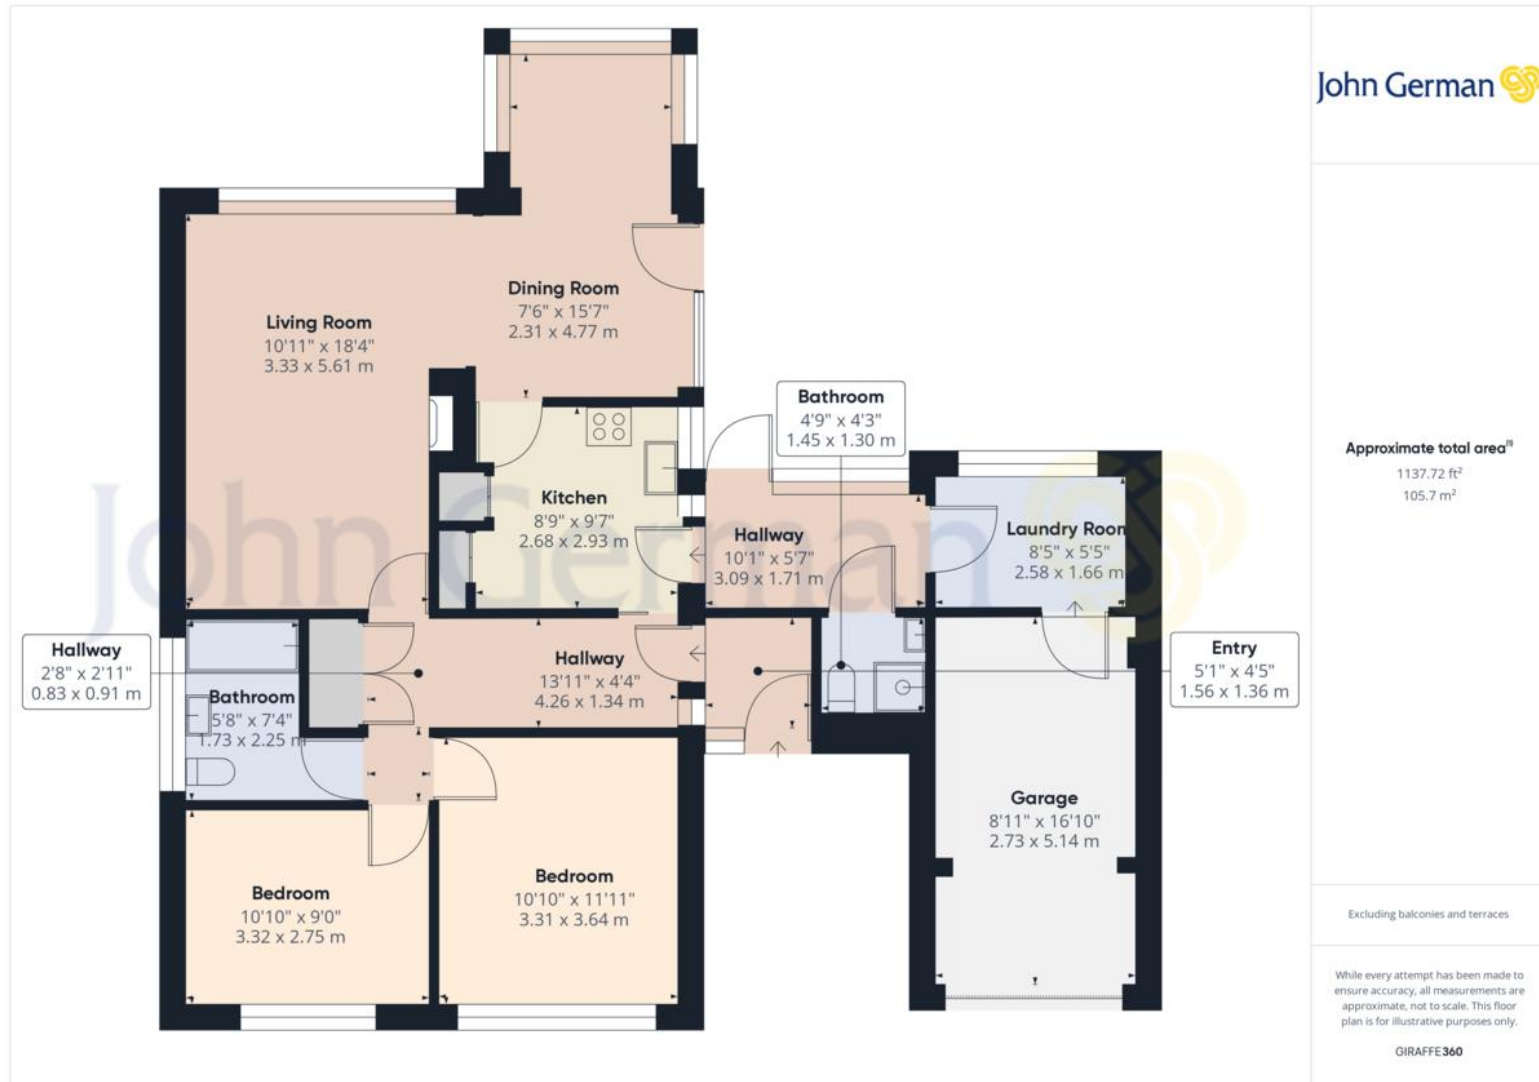 John German
Dining Room
7'6" x 15'7"
2.31 x 4.77 m
Living Room
10'11" x 18'4"
3.33 x 5.61 m
Bathroom
4'9" x 4'3"
1.45 x 1.30 m
Kitchen
8'9" x 9'7"
2.68 x 2.93 m
Hallway
10'1" x 5'7"
3.09 x 1.71 m
Laundry Room
8'5" x 5'5"
2.58 x 1.66 m
John German
Hallway
2'8" x 2'11"
0.83 x 0.91 m
Bathroom
5'8" x 7'4"
1.73 x 2.25 m
Hallway
13'11" x 4'4"
4.26 x 1.34 m
Entry
5'1" x 4'5"
1.56 x 1.36 m
Garage
8'11" x 16'10"
2.73 x 5.14 m
Bedroom
10'10" x 9'0"
3.32 x 2.75 m
Bedroom
10'10" x 11'11"
3.31 x 3.64 m
Approximate total area⁽¹⁾
1137.72 ft²
105.7 m²
Excluding balconies and terraces
While every attempt has been made to
ensure accuracy, all measurements are
approximate, not to scale. This floor
plan is for illustrative purposes only.
GIRAFFE360